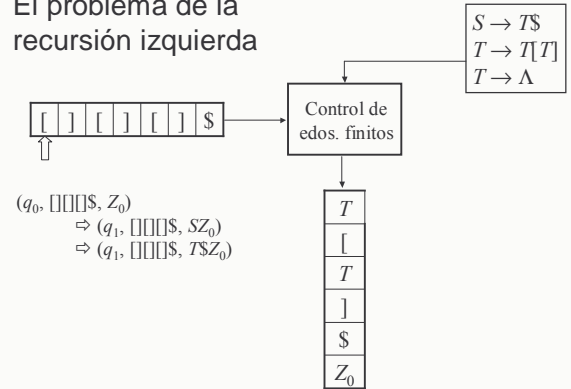 El problema de la
recursión izquierda
S → T$
T → T[T]
T → Λ
[ ] [ ] [ ] $
Control de
edos. finitos
(q₀, [][][]$, Z₀)
⇨ (q₁, [][][]$, SZ₀)
⇨ (q₁, [][][]$, T$Z₀)
T
[
T
]
$
Z₀